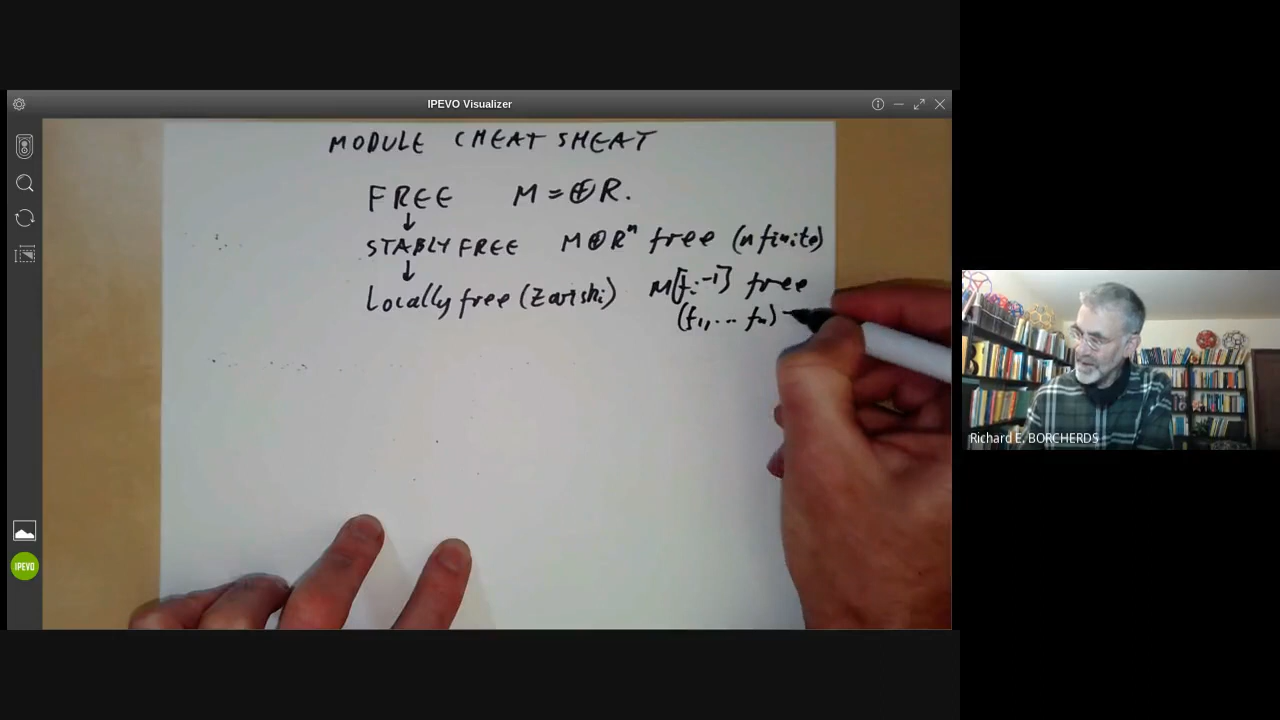 IPEVO Visualizer
MODULE CHEAT SHEAT
FREE M = ⊕R.
↓
STABLY FREE M⊕Rⁿ free (n finite)
↓
Locally free (Zariski) M[fᵢ⁻¹] free
(f₁, ... fₙ) -
IPEVO
Richard E. BORCHERDS